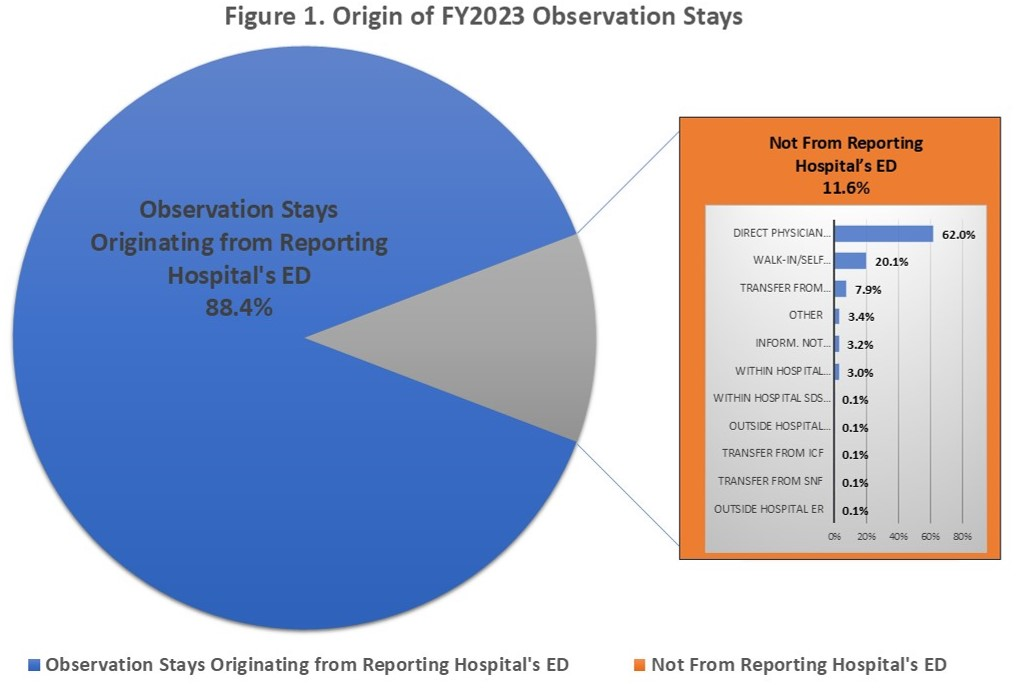 Figure 1. Origin of FY2023 Observation Stays
Observation Stays
Originating from Reporting
Hospital's ED
88.4%
Not From Reporting
Hospital’s ED
11.6%
DIRECT PHYSICIAN... 62.0%
WALK-IN/SELF... 20.1%
TRANSFER FROM... 7.9%
OTHER 3.4%
INFORM. NOT... 3.2%
WITHIN HOSPITAL... 3.0%
WITHIN HOSPITAL SDS... 0.1%
OUTSIDE HOSPITAL... 0.1%
TRANSFER FROM ICF 0.1%
TRANSFER FROM SNF 0.1%
OUTSIDE HOSPITAL ER 0.1%
0% 20% 40% 60% 80%
Observation Stays Originating from Reporting Hospital's ED
Not From Reporting Hospital's ED